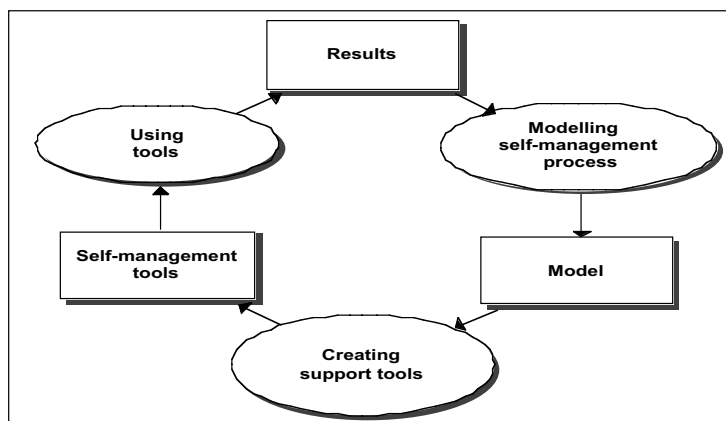 Results
Using
tools
Modelling
self-management
process
Self-management
tools
Model
Creating
support tools